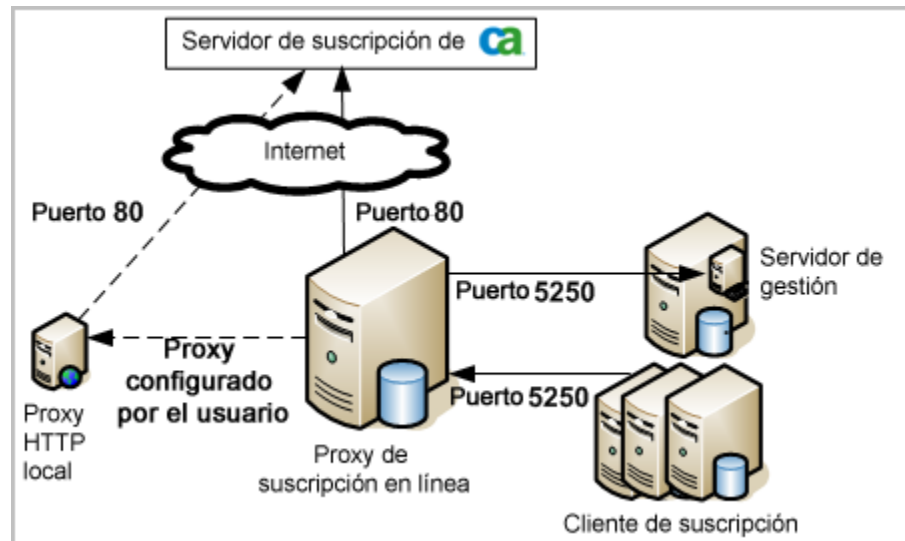 Servidor de suscripción de ca
Internet
Puerto 80
Puerto 80
Puerto 5250
Servidor de
gestión
Proxy
configurado
por el usuario
Puerto 5250
Proxy
HTTP
local
Proxy de
suscripción en línea
Cliente de suscripción